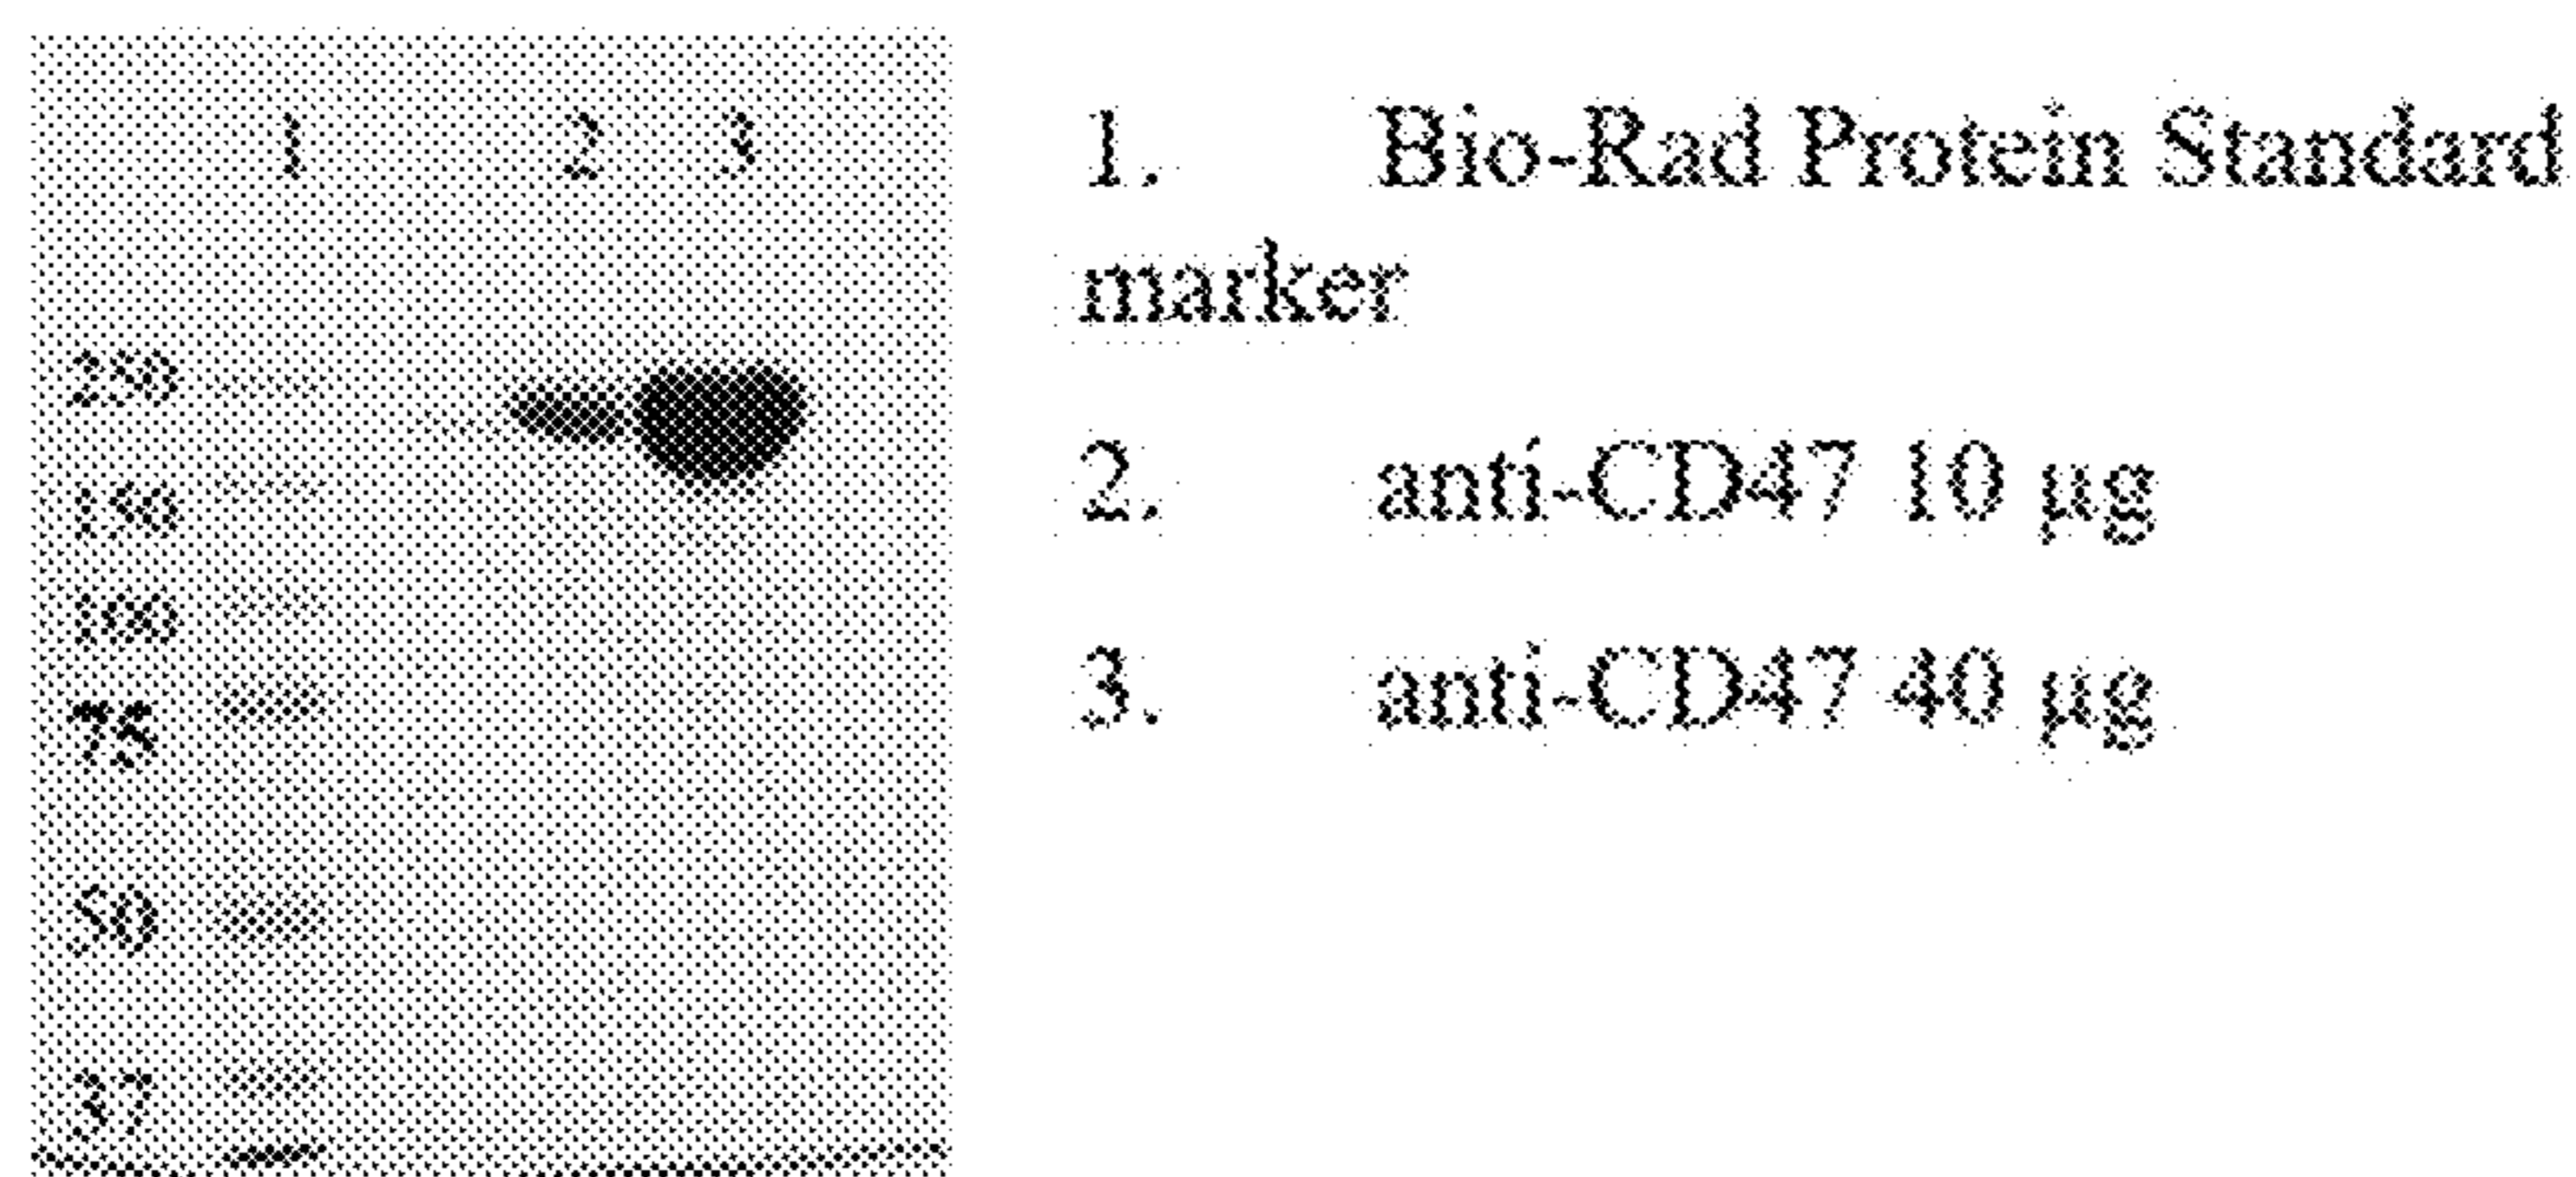 1 2 3
250
150
100
75
50
37
1. Bio-Rad Protein Standard
marker
2. anti-CD47 10 µg
3. anti-CD47 40 µg